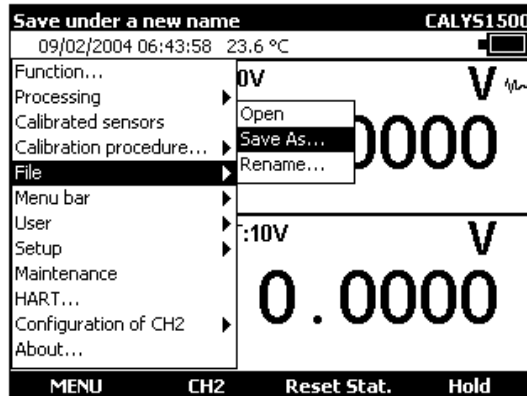 Save under a new name CALYS1500
09/02/2004 06:43:58 23.6 °C
Function...
Processing
Calibrated sensors
Calibration procedure...
File
Menu bar
User
Setup
Maintenance
HART...
Configuration of CH2
About...
Open
Save As...
Rename...
0V V
0000
:10V V
0.0000
MENU CH2 Reset Stat. Hold